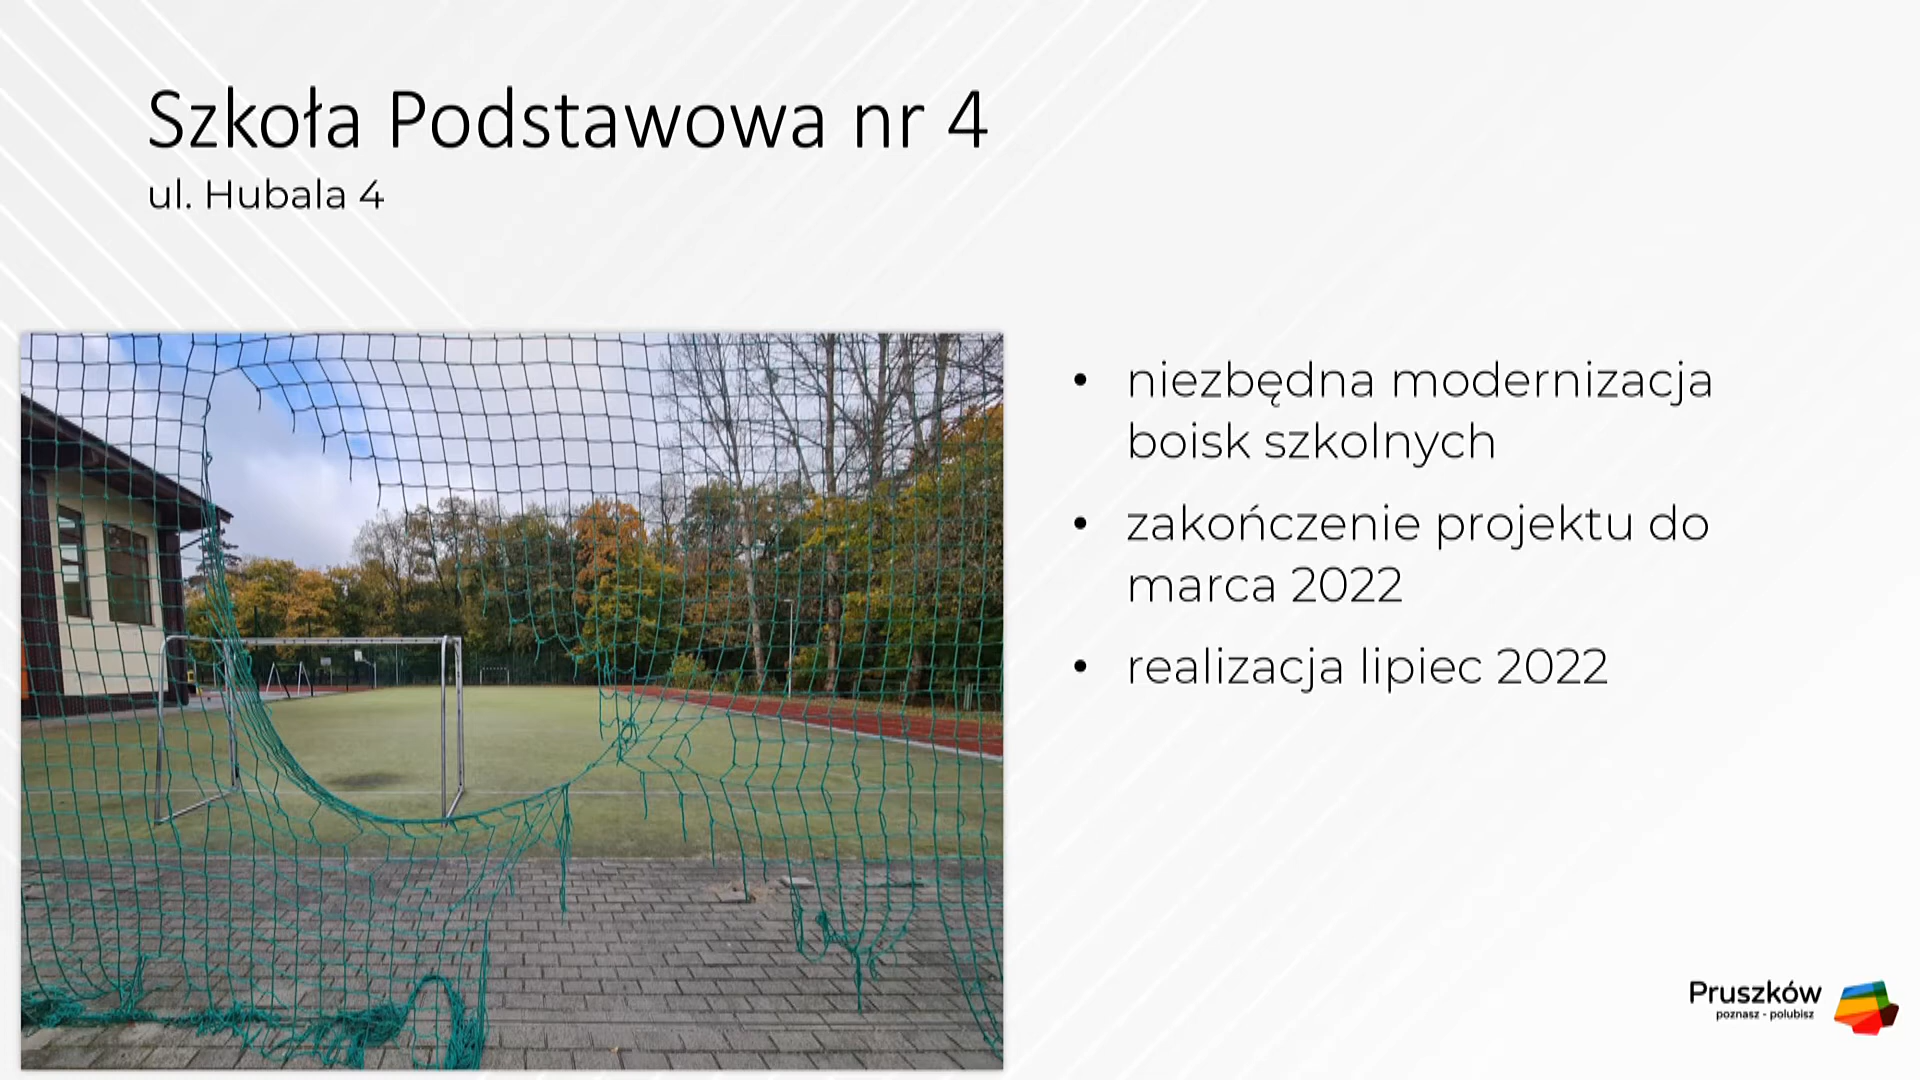 Szkoła Podstawowa nr 4
ul. Hubala 4
• niezbędna modernizacja
boisk szkolnych
• zakończenie projektu do
marca 2022
• realizacja lipiec 2022
Pruszków
poznasz - polubisz